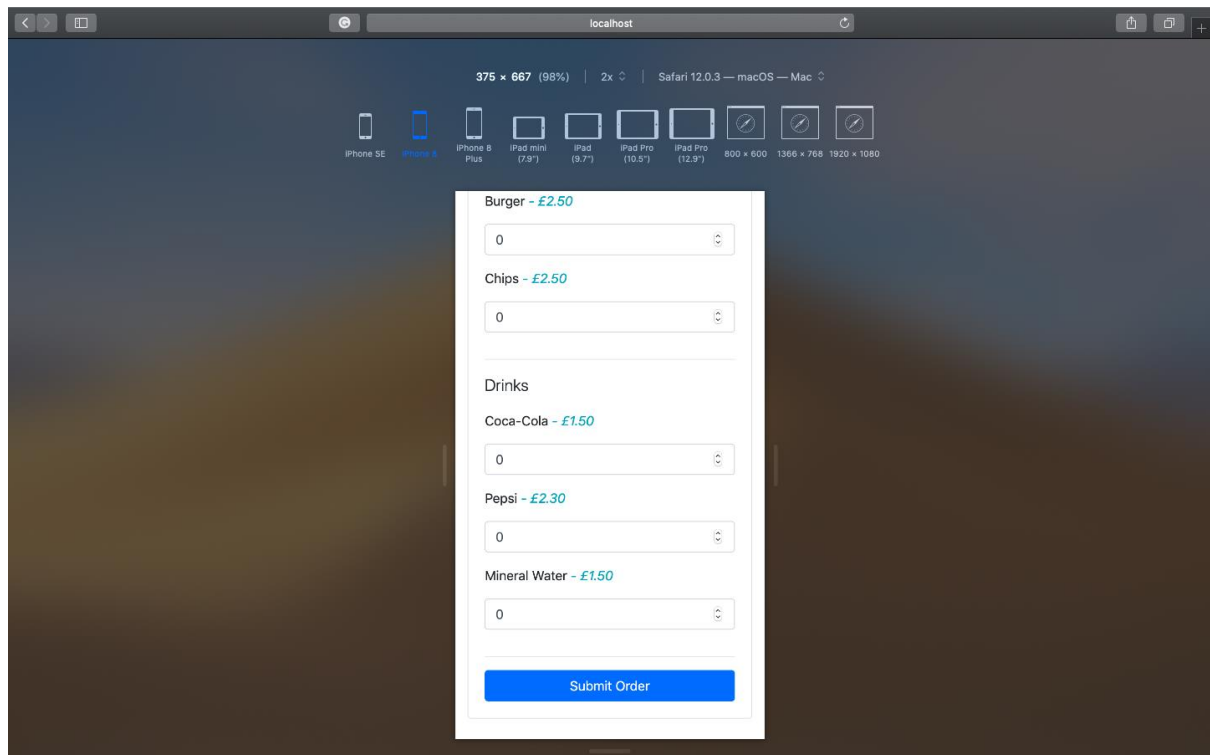 localhost
375 × 667 (98%) 2x Safari 12.0.3 — macOS — Mac
iPhone SE
iPhone 8
iPhone 8 Plus
iPad mini (7.9")
iPad (9.7")
iPad Pro (10.5")
iPad Pro (12.9")
800 × 600
1366 × 768
1920 × 1080
Burger - £2.50
0
Chips - £2.50
0
Drinks
Coca-Cola - £1.50
0
Pepsi - £2.30
0
Mineral Water - £1.50
0
Submit Order